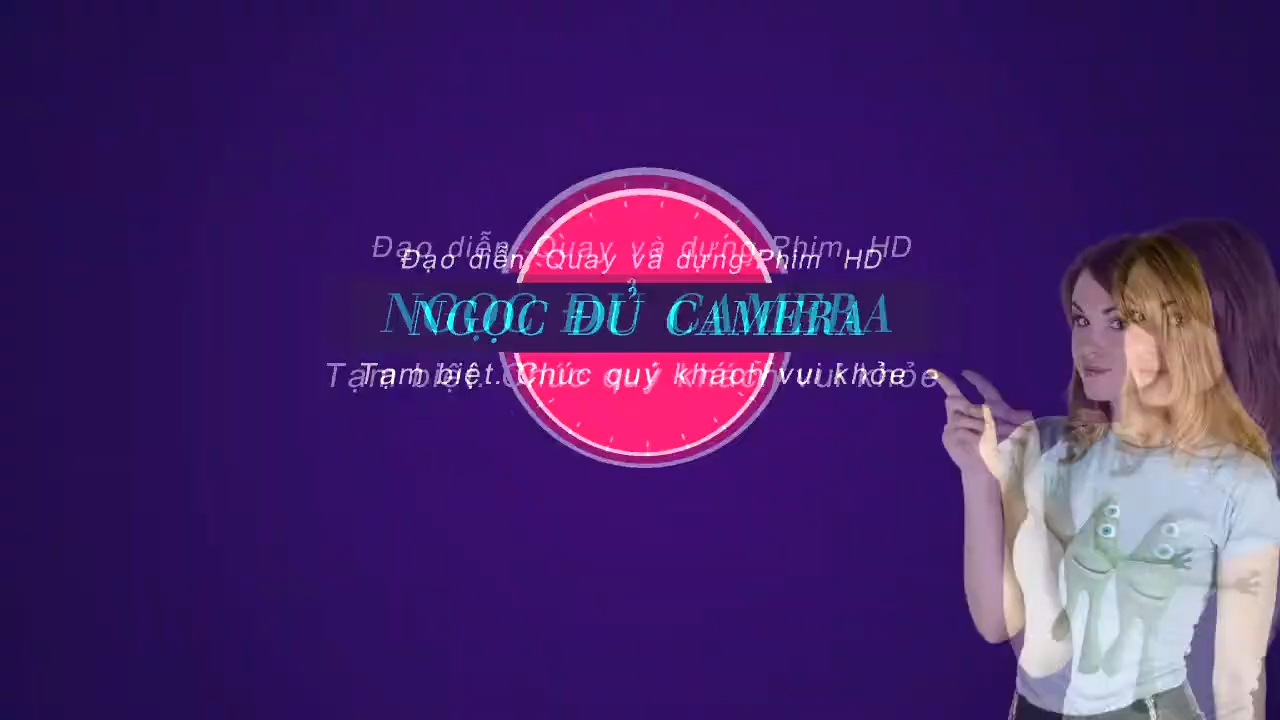 Đạo diễn, Quay và dựng Phim HD
NGỌC ĐỦ CAMERA
Tạm biệt. Chúc quý khách vui khỏe